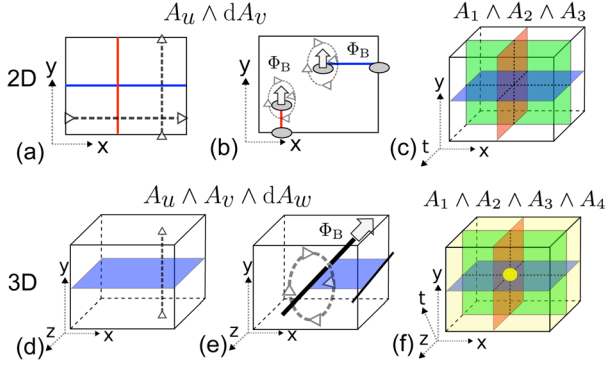 A_u ∧ dA_v
A_1 ∧ A_2 ∧ A_3
2D
y
x
(a)
Φ_B
Φ_B
y
x
(b)
y
t
x
(c)
A_u ∧ A_v ∧ dA_w
A_1 ∧ A_2 ∧ A_3 ∧ A_4
3D
y
z
x
(d)
Φ_B
y
z
x
(e)
y
t
z
x
(f)